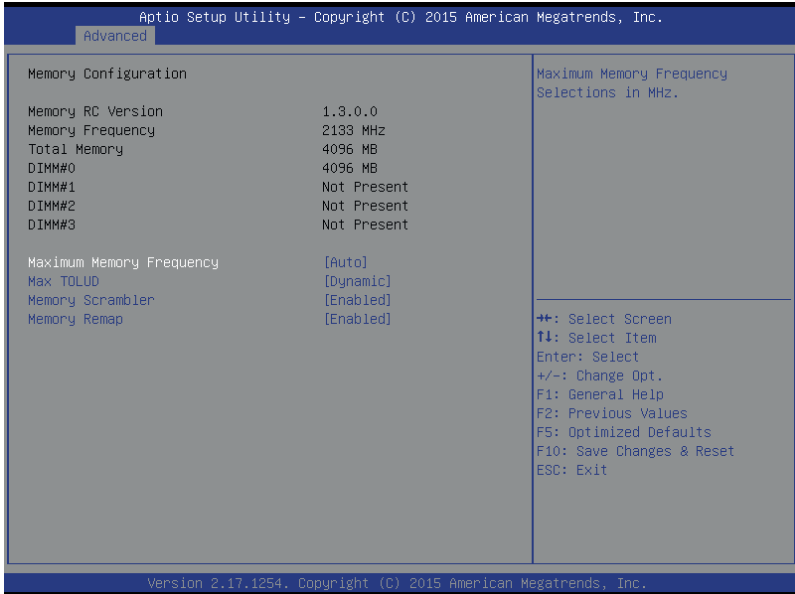 Aptio Setup Utility – Copyright (C) 2015 American Megatrends, Inc.
Advanced
Memory Configuration
Memory RC Version 1.3.0.0
Memory Frequency 2133 MHz
Total Memory 4096 MB
DIMM#0 4096 MB
DIMM#1 Not Present
DIMM#2 Not Present
DIMM#3 Not Present
Maximum Memory Frequency [Auto]
Max TOLUD [Dynamic]
Memory Scrambler [Enabled]
Memory Remap [Enabled]
Maximum Memory Frequency
Selections in MHz.
→←: Select Screen
↑↓: Select Item
Enter: Select
+/-: Change Opt.
F1: General Help
F2: Previous Values
F5: Optimized Defaults
F10: Save Changes & Reset
ESC: Exit
Version 2.17.1254. Copyright (C) 2015 American Megatrends, Inc.